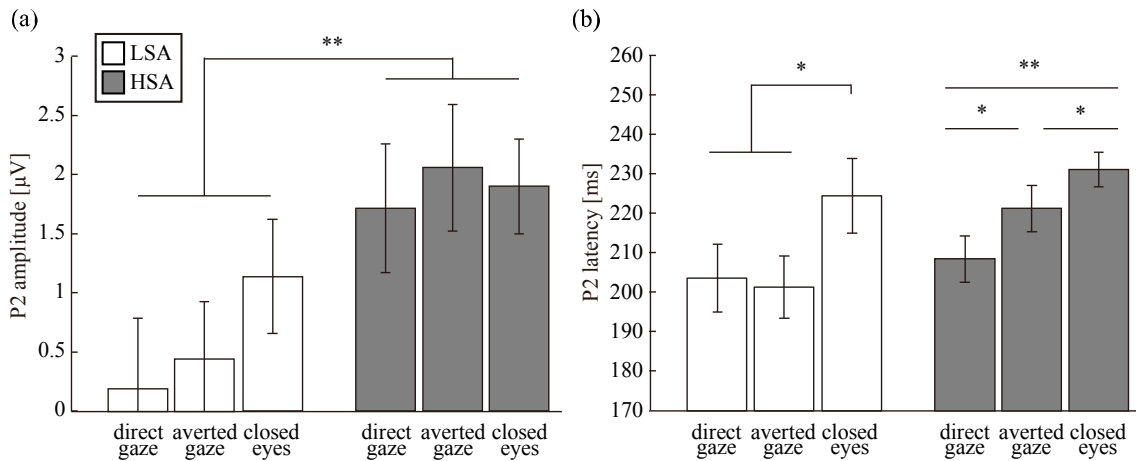 (a)
(b)
LSA
HSA
**
P2 amplitude [µV]
3
2.5
2
1.5
1
0.5
0
direct gaze
averted gaze
closed eyes
direct gaze
averted gaze
closed eyes
P2 latency [ms]
260
250
240
230
220
210
200
190
180
170
*
**
*
*
direct gaze
averted gaze
closed eyes
direct gaze
averted gaze
closed eyes